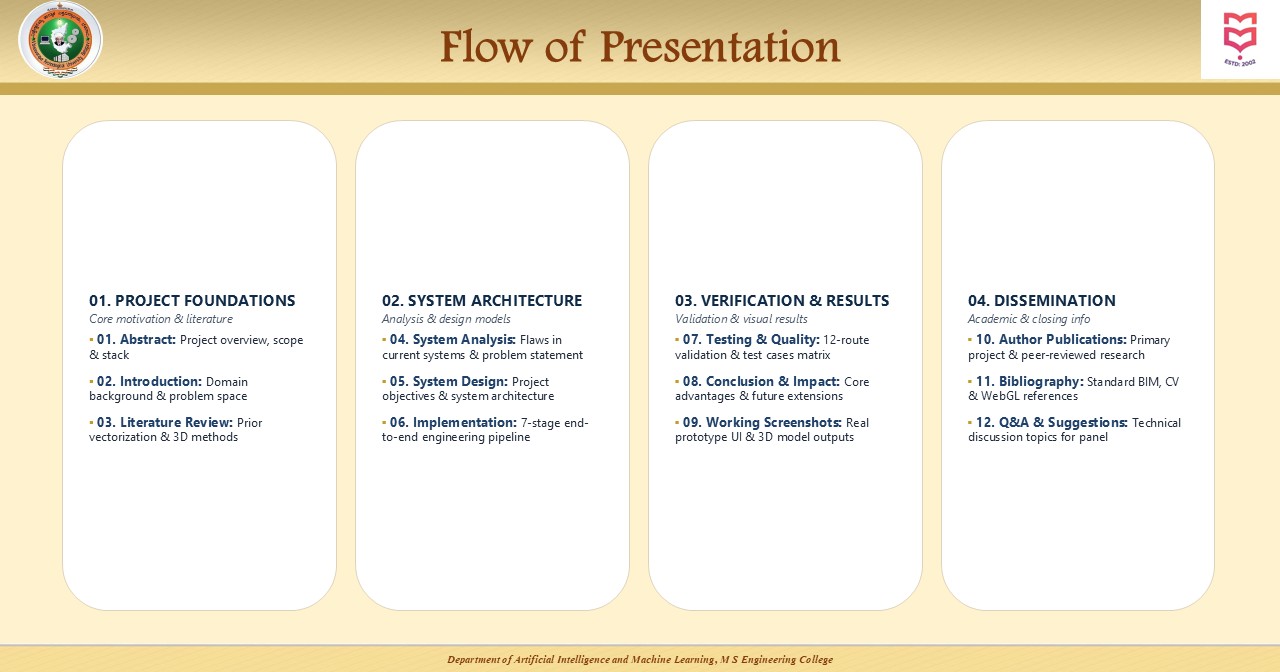 Flow of Presentation
ESTD: 2002
01. PROJECT FOUNDATIONS
Core motivation & literature
▪ 01. Abstract: Project overview, scope
& stack
▪ 02. Introduction: Domain
background & problem space
▪ 03. Literature Review: Prior
vectorization & 3D methods
02. SYSTEM ARCHITECTURE
Analysis & design models
▪ 04. System Analysis: Flaws in
current systems & problem statement
▪ 05. System Design: Project
objectives & system architecture
▪ 06. Implementation: 7-stage end-
to-end engineering pipeline
03. VERIFICATION & RESULTS
Validation & visual results
▪ 07. Testing & Quality: 12-route
validation & test cases matrix
▪ 08. Conclusion & Impact: Core
advantages & future extensions
▪ 09. Working Screenshots: Real
prototype UI & 3D model outputs
04. DISSEMINATION
Academic & closing info
▪ 10. Author Publications: Primary
project & peer-reviewed research
▪ 11. Bibliography: Standard BIM, CV
& WebGL references
▪ 12. Q&A & Suggestions: Technical
discussion topics for panel
Department of Artificial Intelligence and Machine Learning, M S Engineering College